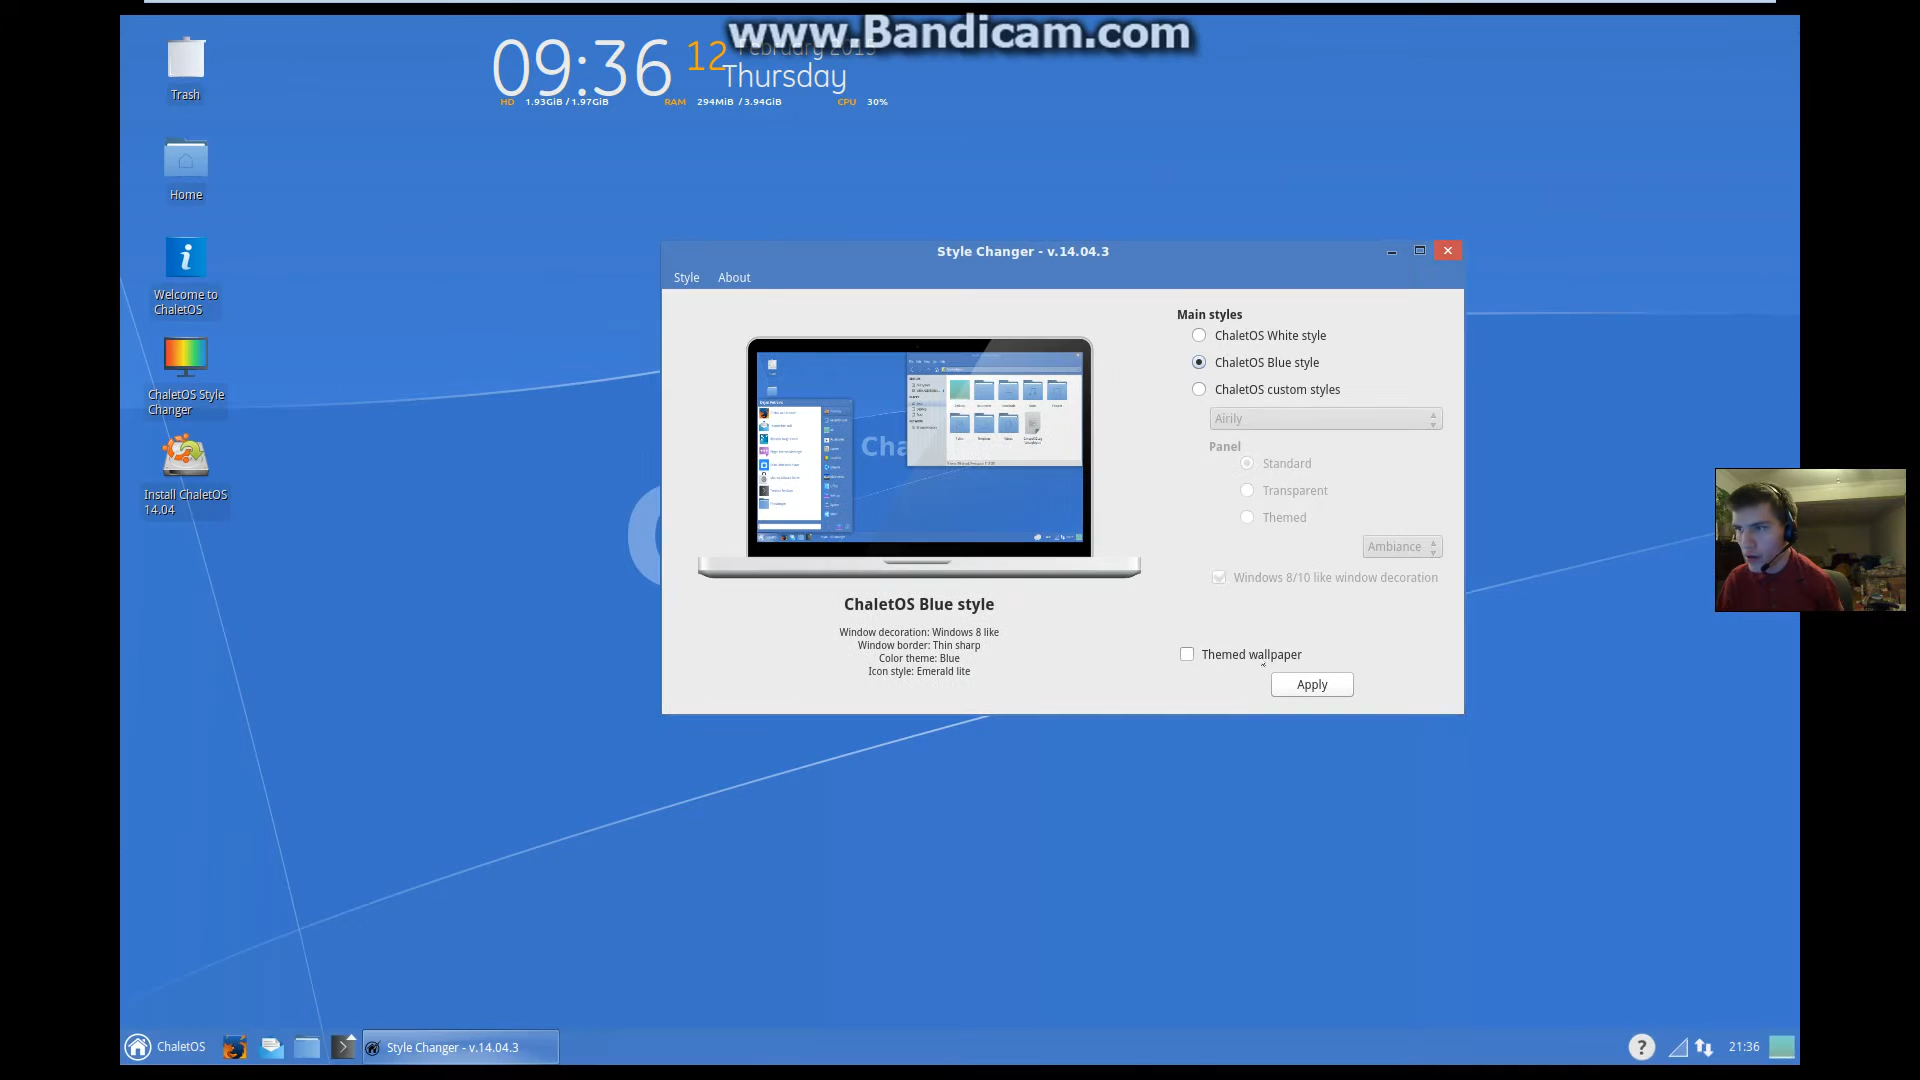 www.Bandicam.com
09:36 12 February 2015
Thursday
HD 1.93GiB / 1.97GiB RAM 294MiB / 3.94GiB CPU 30%
Trash
Home
Welcome to
ChaletOS
ChaletOS Style
Changer
Install ChaletOS
14.04
Style Changer - v.14.04.3
Style About
Main styles
ChaletOS White style
ChaletOS Blue style
ChaletOS custom styles
Airily
Panel
Standard
Transparent
Themed
Ambiance
Windows 8/10 like window decoration
Cha
ChaletOS Blue style
Window decoration: Windows 8 like
Window border: Thin sharp
Color theme: Blue
Icon style: Emerald lite
Themed wallpaper
Apply
ChaletOS
Style Changer - v.14.04.3
?
21:36